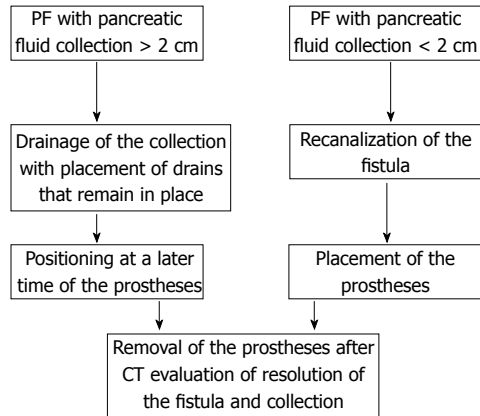 PF with pancreatic
fluid collection > 2 cm
PF with pancreatic
fluid collection < 2 cm
Drainage of the collection
with placement of drains
that remain in place
Recanalization of the
fistula
Positioning at a later
time of the prostheses
Placement of the
prostheses
Removal of the prostheses after
CT evaluation of resolution of
the fistula and collection